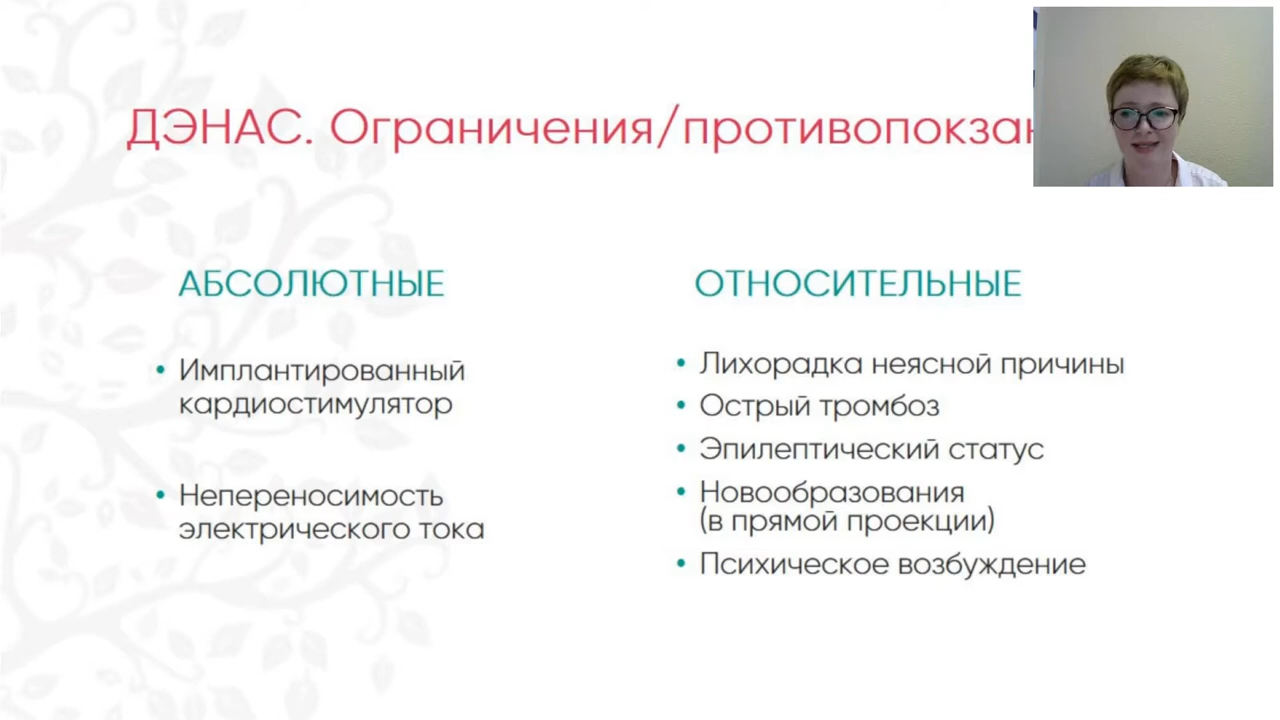 ДЭНАС. Ограничения/противопокзан
АБСОЛЮТНЫЕ
• Имплантированный
кардиостимулятор
• Непереносимость
электрического тока
ОТНОСИТЕЛЬНЫЕ
• Лихорадка неясной причины
• Острый тромбоз
• Эпилептический статус
• Новообразования
(в прямой проекции)
• Психическое возбуждение